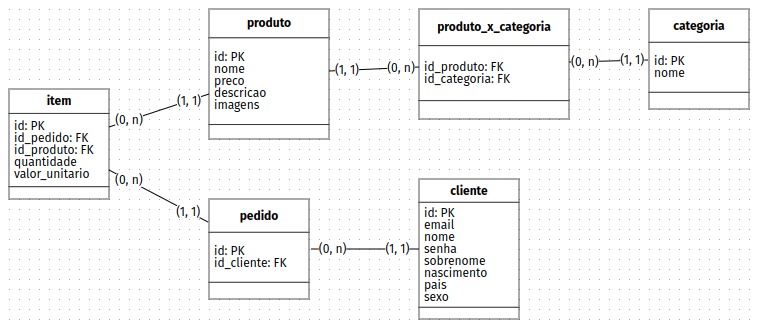 produto
id: PK
nome
preco
descricao
imagens
(1, 1)
(0, n)
produto_x_categoria
id_produto: FK
id_categoria: FK
(0, n)
(1, 1)
categoria
id: PK
nome
item
id: PK
id_pedido: FK
id_produto: FK
quantidade
valor_unitario
(0, n)
(1, 1)
(0, n)
(1, 1)
pedido
id: PK
id_cliente: FK
(0, n)
(1, 1)
cliente
id: PK
email
nome
senha
sobrenome
nascimento
pais
sexo